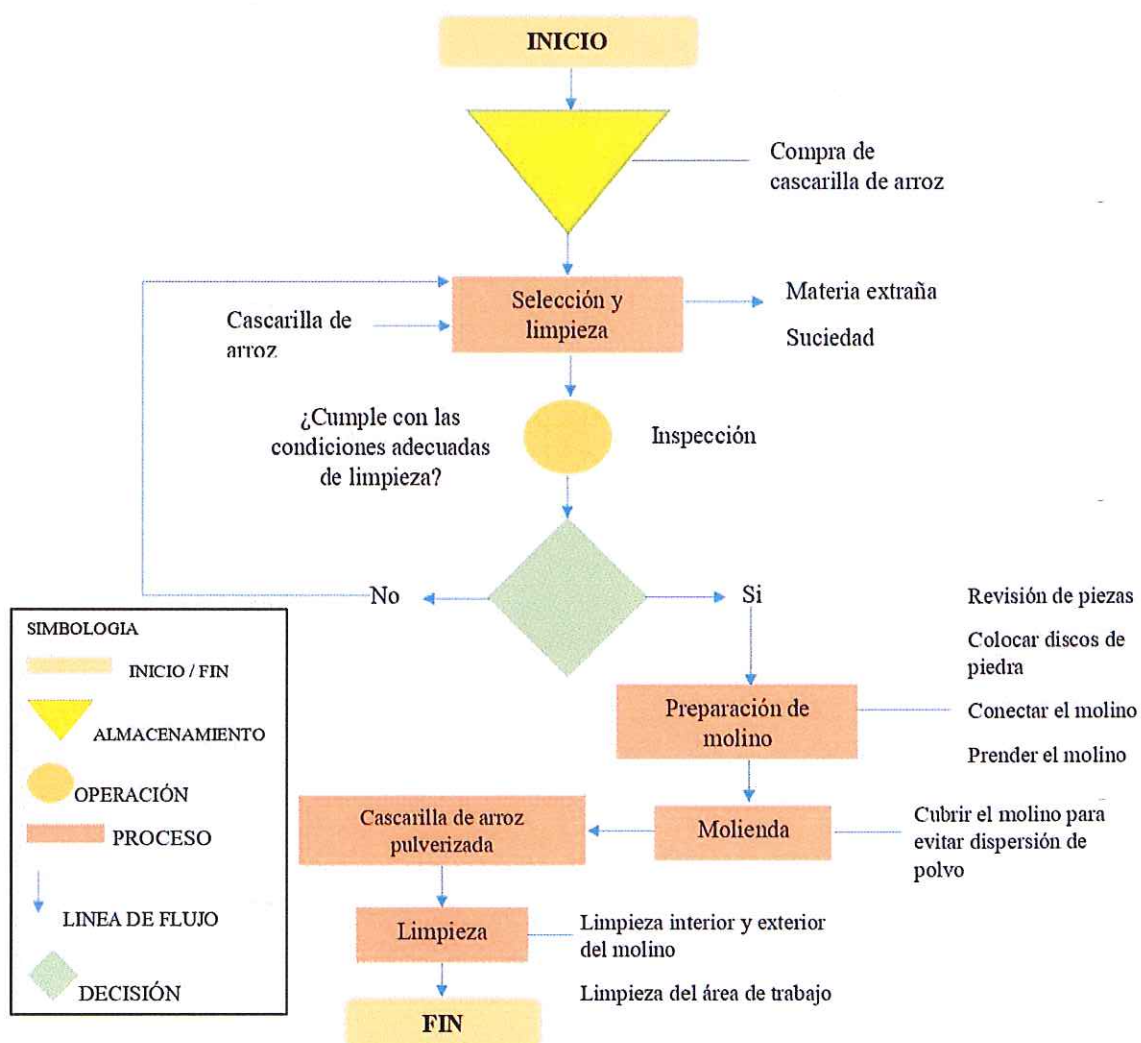 INICIO
Compra de
cascarilla de arroz
Selección y
limpieza
Materia extraña
Suciedad
Cascarilla de
arroz
¿Cumple con las
condiciones adecuadas
de limpieza?
Inspección
No
Si
Revisión de piezas
Colocar discos de
piedra
Conectar el molino
Prender el molino
Preparación de
molino
Cascarilla de arroz
pulverizada
Molienda
Cubrir el molino para
evitar dispersión de
polvo
Limpieza
Limpieza interior y exterior
del molino
Limpieza del área de trabajo
FIN
SIMBOLOGIA
INICIO / FIN
ALMACENAMIENTO
OPERACIÓN
PROCESO
LINEA DE FLUJO
DECISIÓN